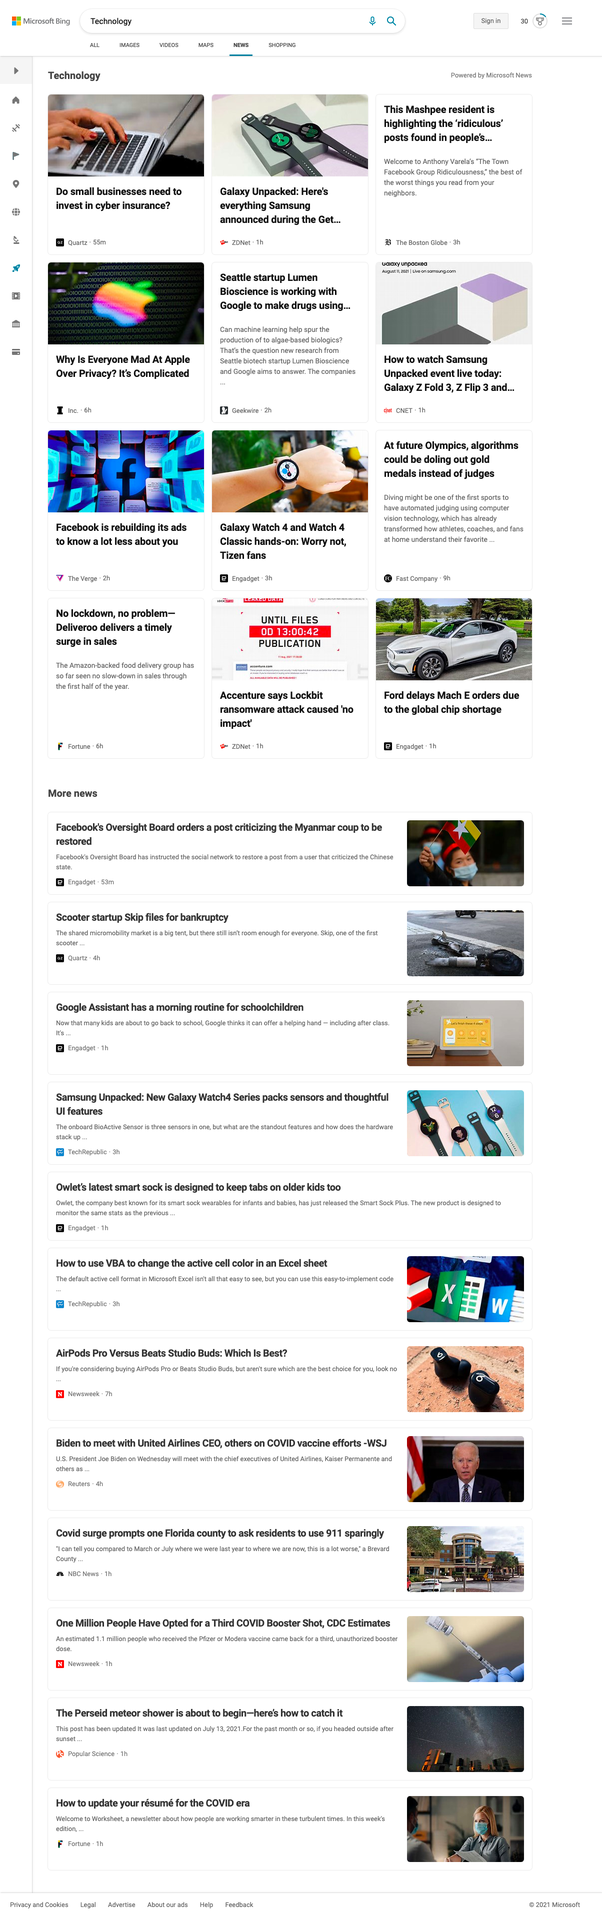 Microsoft Bing
Technology
Sign in
30
ALL IMAGES VIDEOS MAPS NEWS SHOPPING
Technology
Powered by Microsoft News
Do small businesses need to
invest in cyber insurance?
Quartz · 55m
Galaxy Unpacked: Here's
everything Samsung
announced during the Get...
ZDNet · 1h
This Mashpee resident is
highlighting the 'ridiculous'
posts found in people's...
Welcome to Anthony Varela's "The Town
Facebook Group Ridiculousness," the best of
the worst things you read from your
neighbors.
The Boston Globe · 3h
Why Is Everyone Mad At Apple
Over Privacy? It's Complicated
Inc. · 6h
Seattle startup Lumen
Bioscience is working with
Google to make drugs using...
Can machine learning help spur the
production of to algae-based biologics?
That's the question new research from
Seattle biotech startup Lumen Bioscience
and Google aims to answer. The companies
...
Geekwire · 2h
Galaxy Unpacked
August 11, 2021 | Live on samsung.com
How to watch Samsung
Unpacked event live today:
Galaxy Z Fold 3, Z Flip 3 and...
CNET · 1h
Facebook is rebuilding its ads
to know a lot less about you
The Verge · 2h
Galaxy Watch 4 and Watch 4
Classic hands-on: Worry not,
Tizen fans
Engadget · 3h
At future Olympics, algorithms
could be doling out gold
medals instead of judges
Diving might be one of the first sports to
have automated judging using computer
vision technology, which has already
transformed how athletes, coaches, and fans
at home understand their favorite ...
Fast Company · 9h
No lockdown, no problem—
Deliveroo delivers a timely
surge in sales
The Amazon-backed food delivery group has
so far seen no slow-down in sales through
the first half of the year.
Fortune · 6h
LEAKED DATA
UNTIL FILES
0D 13:00:42
PUBLICATION
Accenture says Lockbit
ransomware attack caused 'no
impact'
ZDNet · 1h
Ford delays Mach E orders due
to the global chip shortage
Engadget · 1h
More news
Facebook's Oversight Board orders a post criticizing the Myanmar coup to be
restored
Facebook's Oversight Board has instructed the social network to restore a post from a user that criticized the Chinese
state.
Engadget · 53m
Scooter startup Skip files for bankruptcy
The shared micromobility market is a big tent, but there still isn't room enough for everyone. Skip, one of the first
scooter ...
Quartz · 4h
Google Assistant has a morning routine for schoolchildren
Now that many kids are about to go back to school, Google thinks it can offer a helping hand — including after class.
It's ...
Engadget · 1h
Samsung Unpacked: New Galaxy Watch4 Series packs sensors and thoughtful
UI features
The onboard BioActive Sensor is three sensors in one, but what are the standout features and how does the hardware
stack up ...
TechRepublic · 3h
Owlet's latest smart sock is designed to keep tabs on older kids too
Owlet, the company best known for its smart sock wearables for infants and babies, has just released the Smart Sock Plus. The new product is designed to
monitor the same stats as the previous ...
Engadget · 1h
How to use VBA to change the active cell color in an Excel sheet
The default active cell format in Microsoft Excel isn't all that easy to see, but you can use this easy-to-implement code
...
TechRepublic · 3h
X
W
AirPods Pro Versus Beats Studio Buds: Which Is Best?
If you're considering buying AirPods Pro or Beats Studio Buds, but aren't sure which are the best choice for you, look no
...
Newsweek · 7h
Biden to meet with United Airlines CEO, others on COVID vaccine efforts -WSJ
U.S. President Joe Biden on Wednesday will meet with the chief executives of United Airlines, Kaiser Permanente and
others as ...
Reuters · 4h
Covid surge prompts one Florida county to ask residents to use 911 sparingly
"I can tell you compared to March or July where we were last year to where we are now, this is a lot worse," a Brevard
County ...
NBC News · 1h
One Million People Have Opted for a Third COVID Booster Shot, CDC Estimates
An estimated 1.1 million people who received the Pfizer or Modera vaccine came back for a third, unauthorized booster
dose.
Newsweek · 1h
The Perseid meteor shower is about to begin—here's how to catch it
This post has been updated It was last updated on July 13, 2021.For the past month or so, if you headed outside after
sunset ...
Popular Science · 1h
How to update your résumé for the COVID era
Welcome to Worksheet, a newsletter about how people are working smarter in these turbulent times. In this week's
edition, ...
Fortune · 1h
Privacy and Cookies Legal Advertise About our ads Help Feedback
© 2021 Microsoft